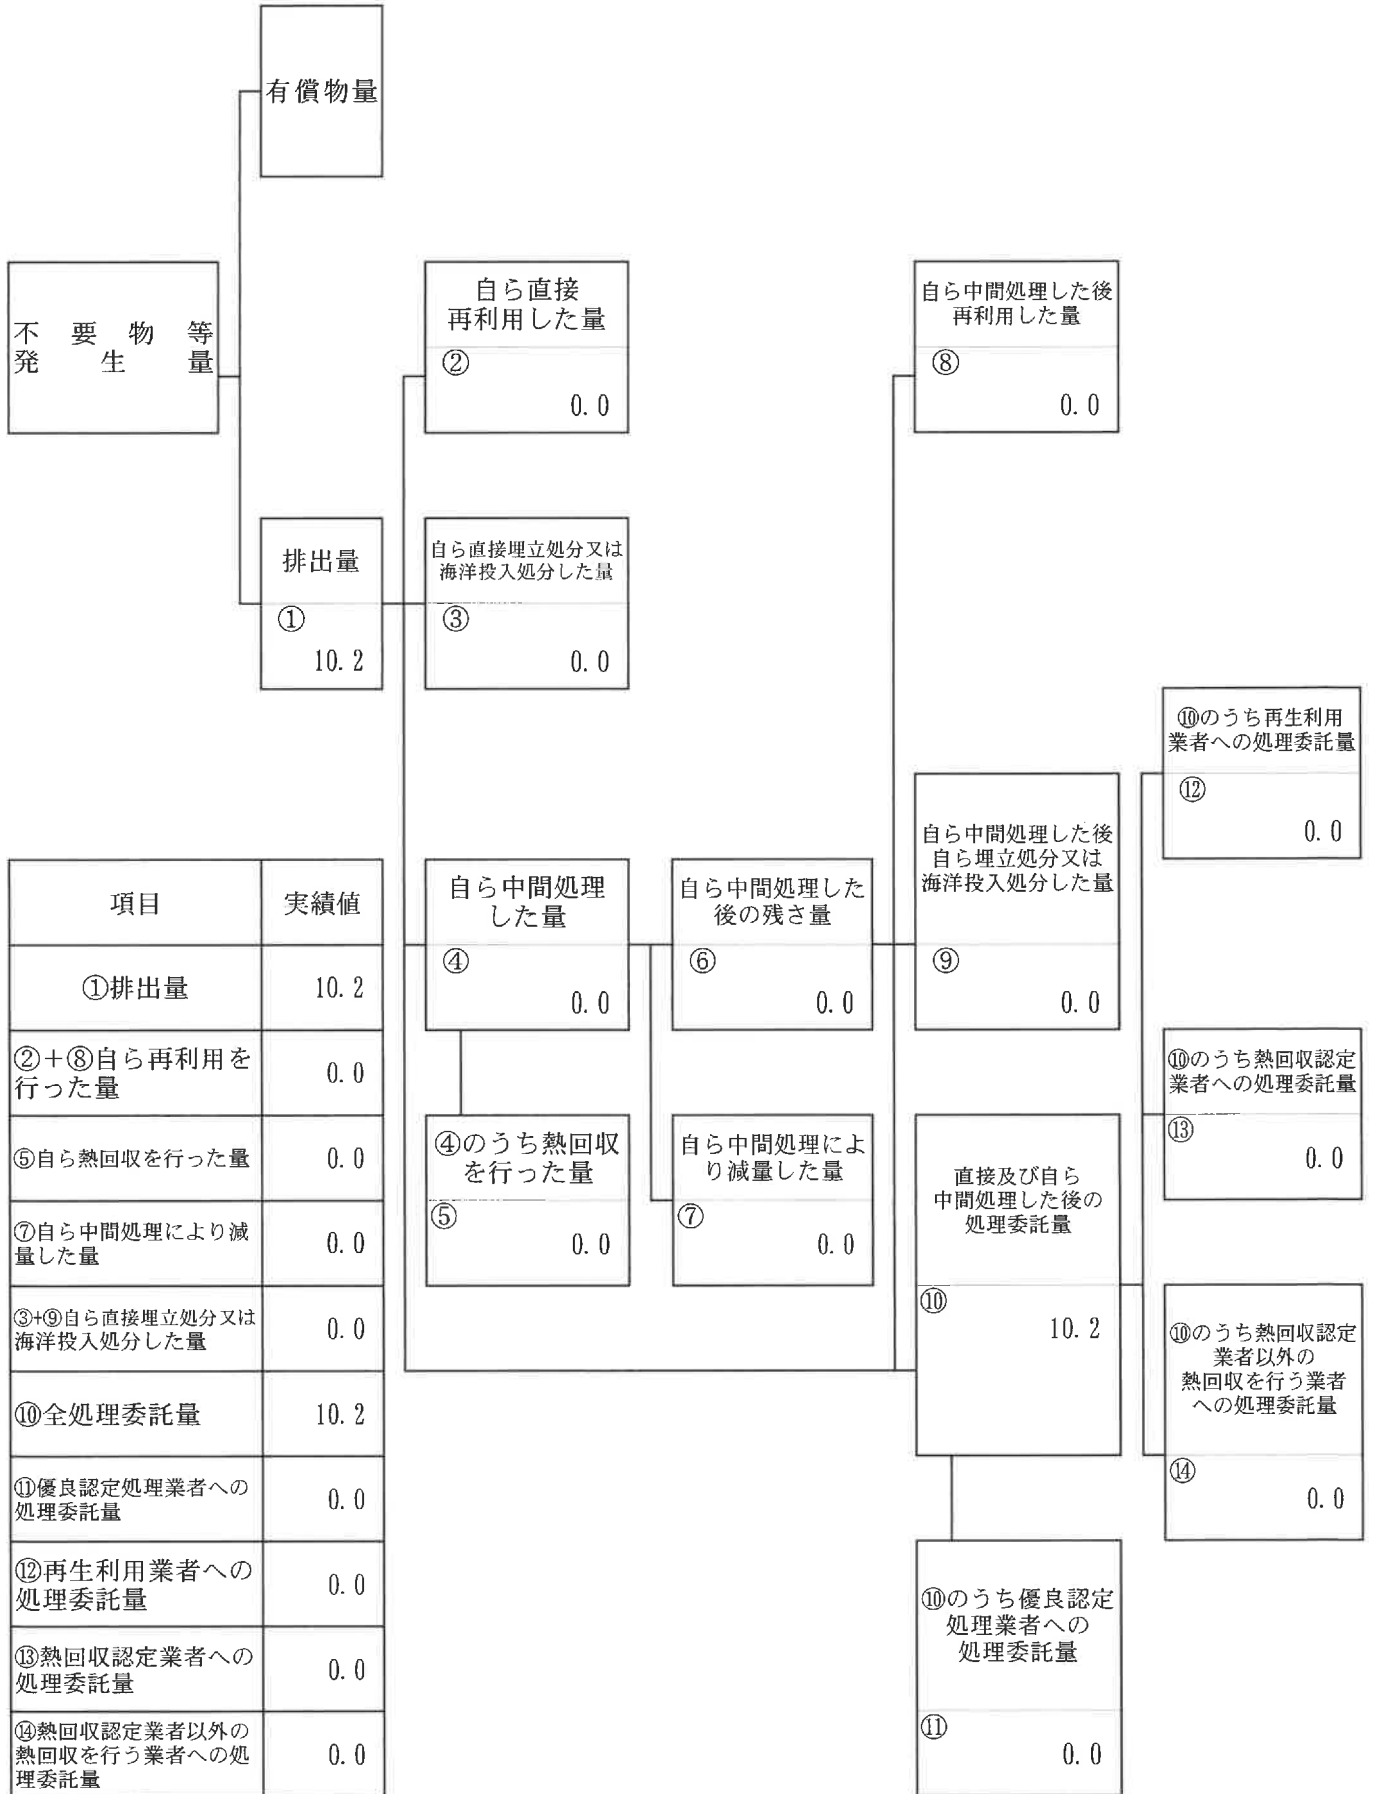 有償物量
不要物等
発生量
自ら直接
再利用した量
②
0.0
自ら中間処理した後
再利用した量
⑧
0.0
排出量
①
10.2
自ら直接埋立処分又は
海洋投入処分した量
③
0.0
⑩のうち再生利用
業者への処理委託量
⑫
0.0
自ら中間処理した後
自ら埋立処分又は
海洋投入処分した量
⑨
0.0
自ら中間処理
した量
④
0.0
自ら中間処理した
後の残さ量
⑥
0.0
⑩のうち熱回収認定
業者への処理委託量
⑬
0.0
④のうち熱回収
を行った量
⑤
0.0
自ら中間処理によ
り減量した量
⑦
0.0
直接及び自ら
中間処理した後の
処理委託量
⑩
10.2
⑩のうち熱回収認定
業者以外の
熱回収を行う業者
への処理委託量
⑭
0.0
⑩のうち優良認定
処理業者への
処理委託量
⑪
0.0
項目 実績値
①排出量 10.2
②+⑧自ら再利用を
行った量 0.0
⑤自ら熱回収を行った量 0.0
⑦自ら中間処理により減
量した量 0.0
③+⑨自ら直接埋立処分又は
海洋投入処分した量 0.0
⑩全処理委託量 10.2
⑪優良認定処理業者への
処理委託量 0.0
⑫再生利用業者への
処理委託量 0.0
⑬熱回収認定業者への
処理委託量 0.0
⑭熱回収認定業者以外の
熱回収を行う業者への処
理委託量 0.0